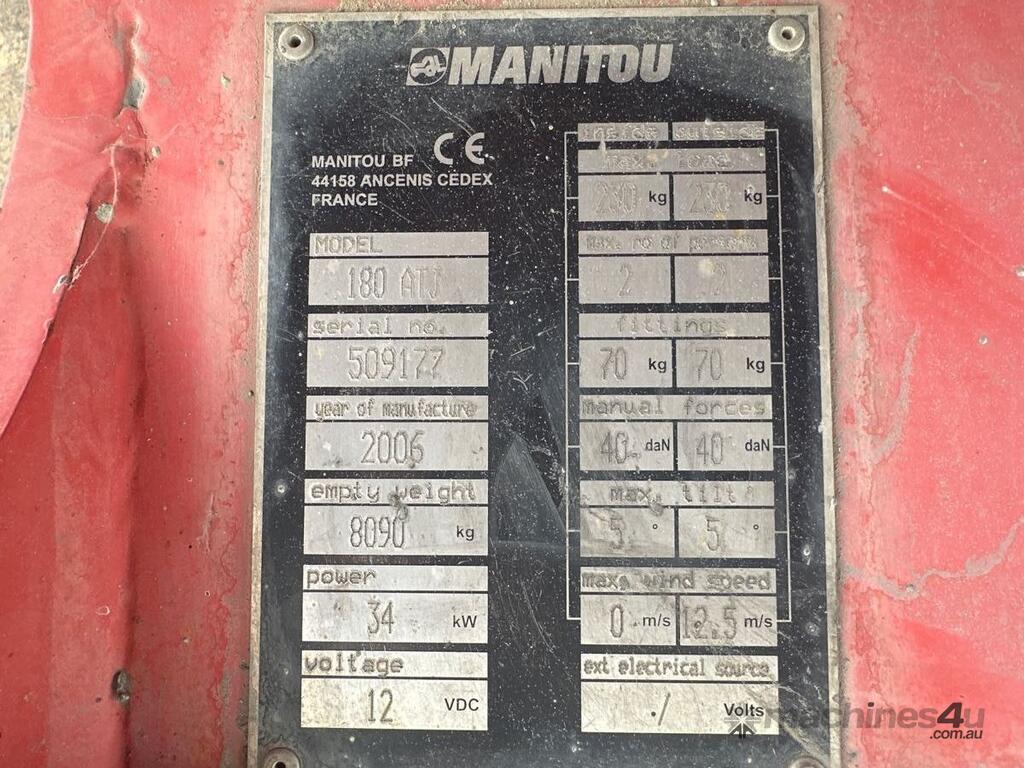 MANITOU
MANITOU BF CE
44158 ANCENIS CEDEX
FRANCE
MODEL
180 ATJ
serial no.
509177
year of manufacture
2006
empty weight
8090 kg
power
34 kW
voltage
12 VDC
inside outside
max. load
230 kg 230 kg
max. no of persons
2 2
fittings
70 kg 70 kg
manual forces
40 daN 40 daN
max. tilt
5 ° 5 °
max. wind speed
0 m/s 12.5 m/s
ext electrical source
/ Volts
machines4u
.com.au